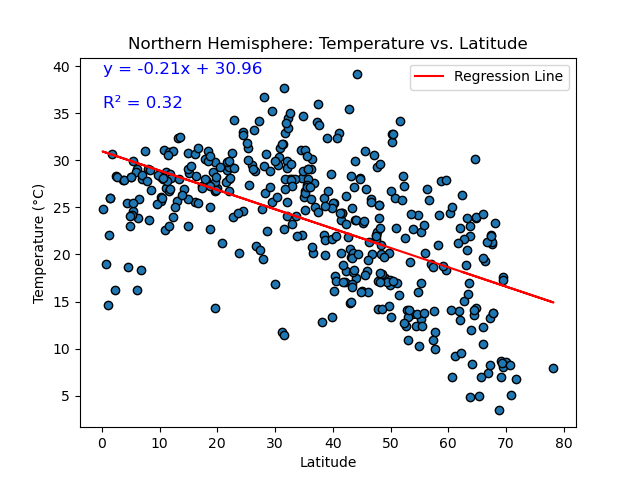 Northern Hemisphere: Temperature vs. Latitude
y = -0.21x + 30.96
R² = 0.32
Regression Line
40
35
30
25
20
15
10
5
Temperature (°C)
0 10 20 30 40 50 60 70 80
Latitude